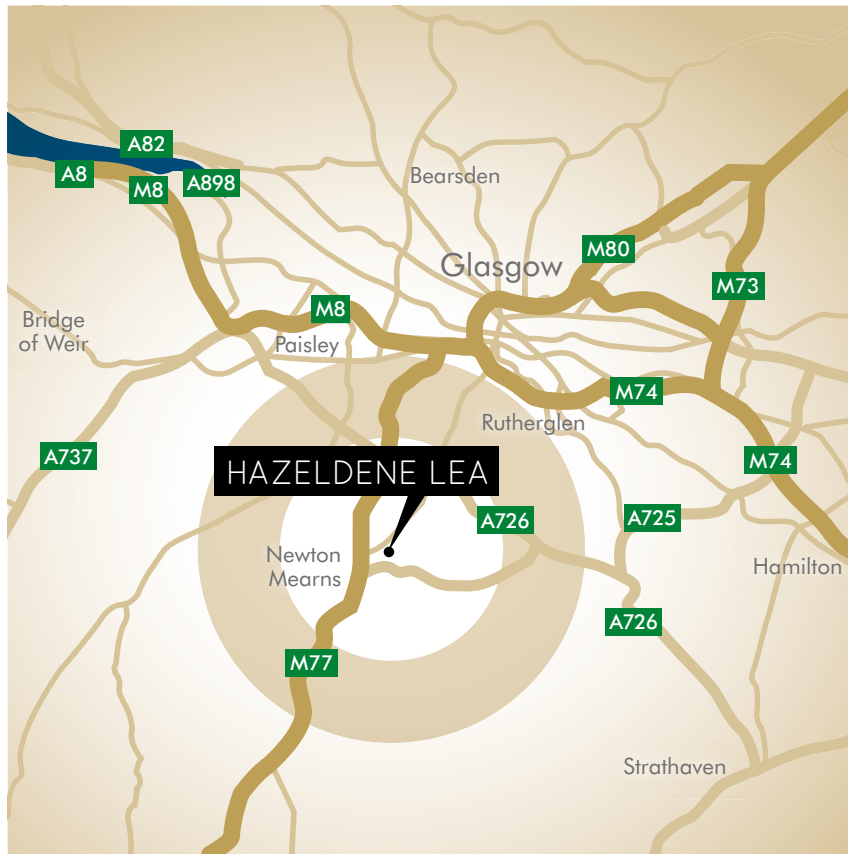 A82
A8
M8
A898
Bearsden
M80
Glasgow
M73
Bridge
of Weir
M8
Paisley
M74
Rutherglen
A737
M74
HAZELDENE LEA
A726
A725
Newton
Mearns
Hamilton
A726
M77
Strathaven